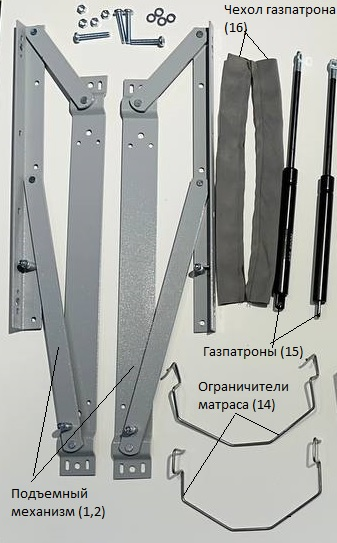 Чехол газпатрона
(16)
Газпатроны (15)
Ограничители
матраса (14)
Подъемный
механизм (1,2)